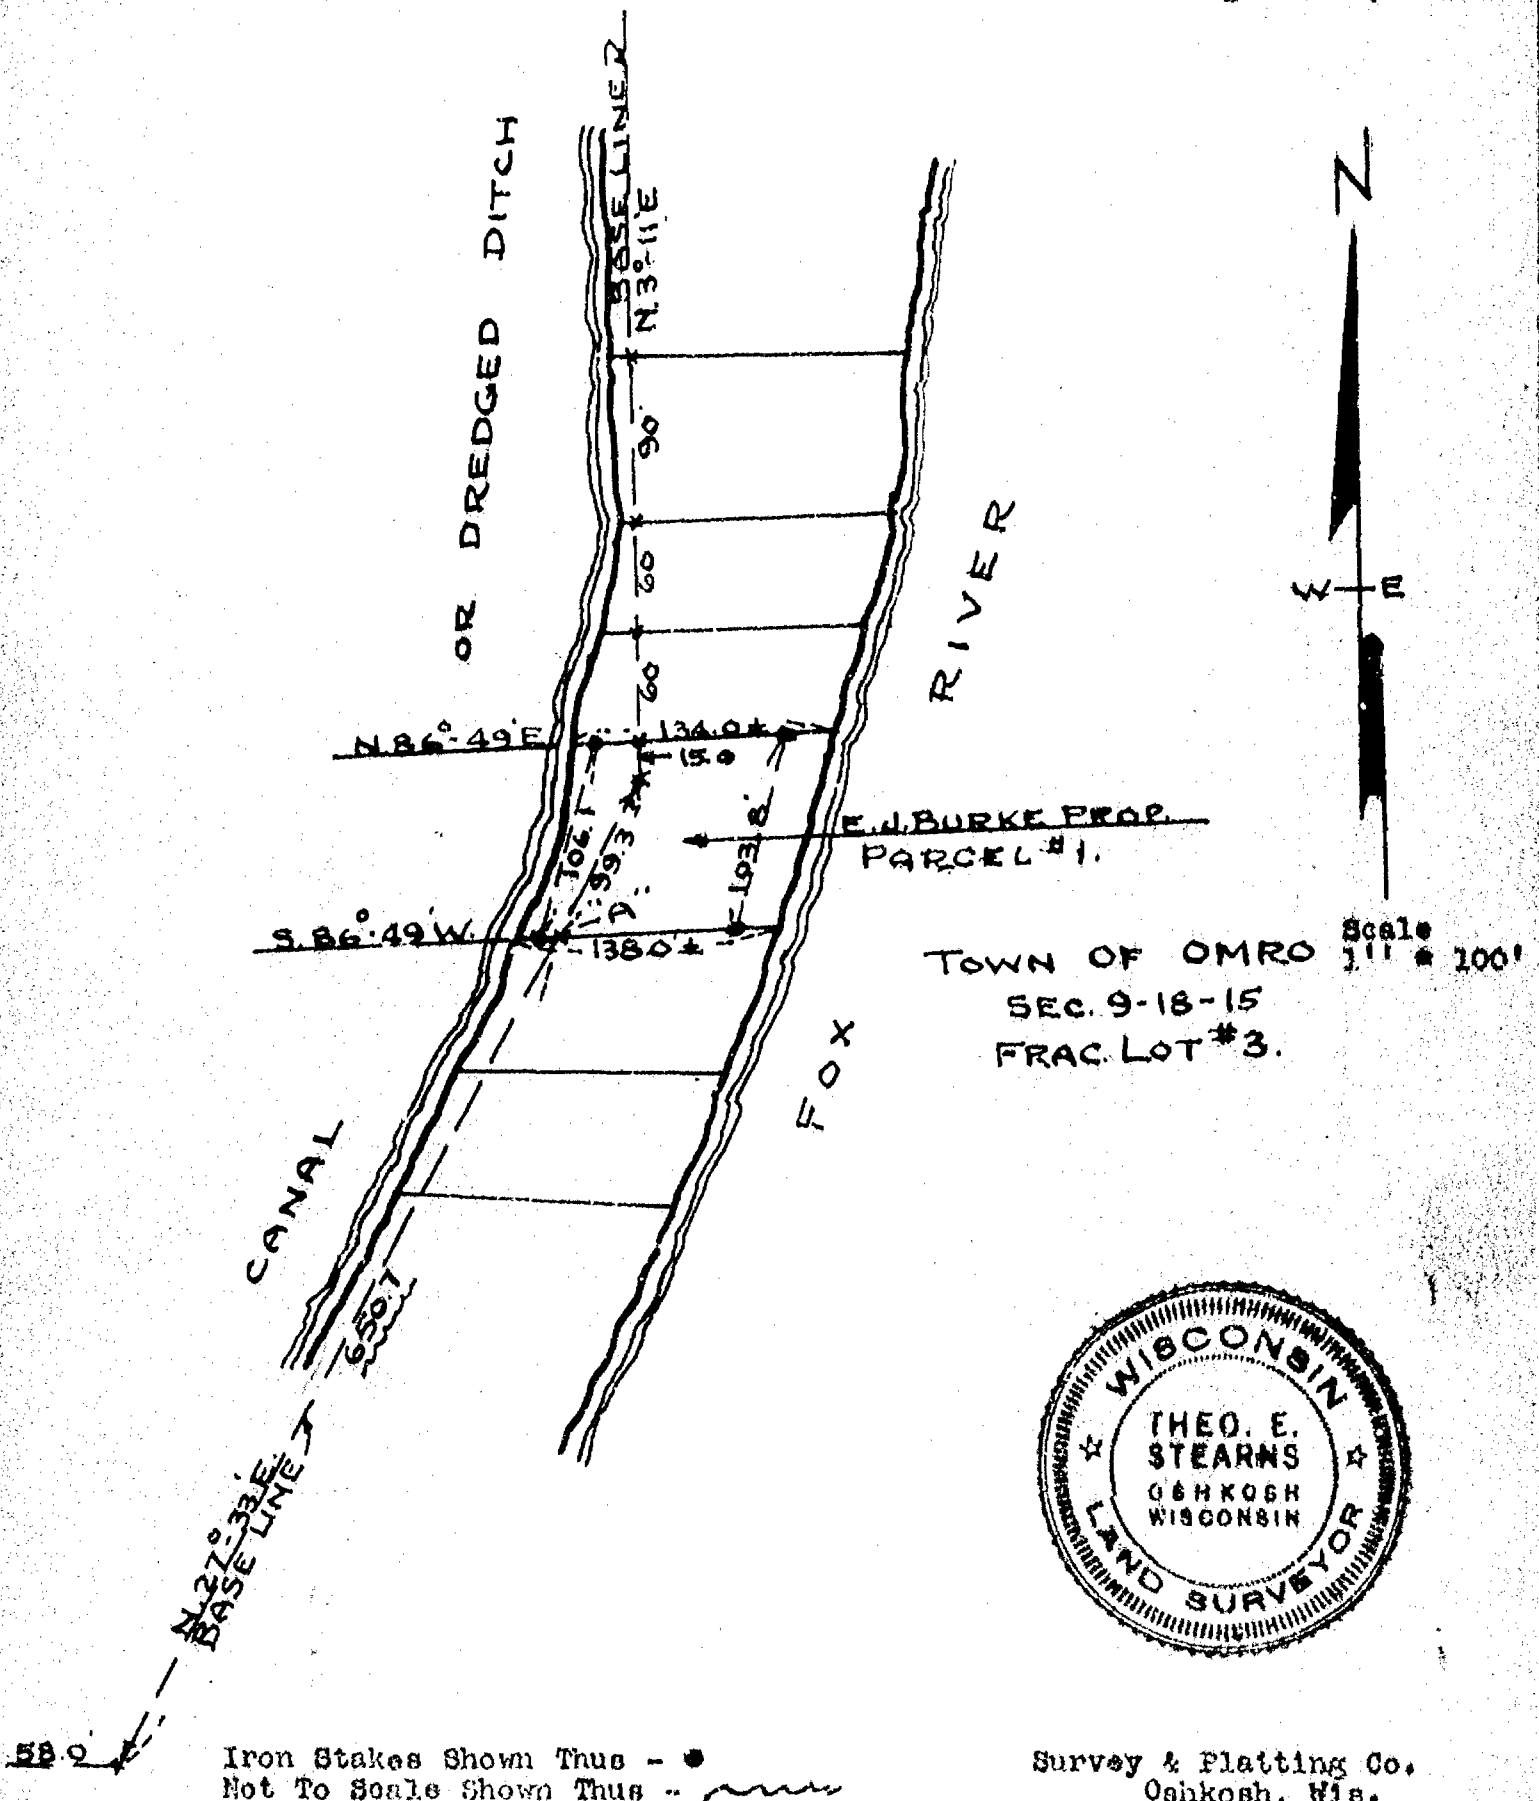 BASE LINE
N. 3°-11' E
OR DREDGED DITCH
N
90'
60
RIVER
W E
60
N. 86°-49' E.
134.0 ±
15.0
106.1
99.3
103.8'
E. J. BURKE PROP.
PARCEL #1.
"A"
S. 86°-49' W.
138.0' ±
Scale
1" = 100'
TOWN OF OMRO
SEC. 9-18-15
FRAC. LOT #3.
FOX
CANAL
650.7
WISCONSIN
THEO. E.
STEARNS
OSHKOSH
WISCONSIN
LAND SURVEYOR
N. 27°-33' E.
BASE LINE
58.0'
Iron Stakes Shown Thus -
Not To Scale Shown Thus -
Survey & Platting Co.
Oshkosh, Wis.